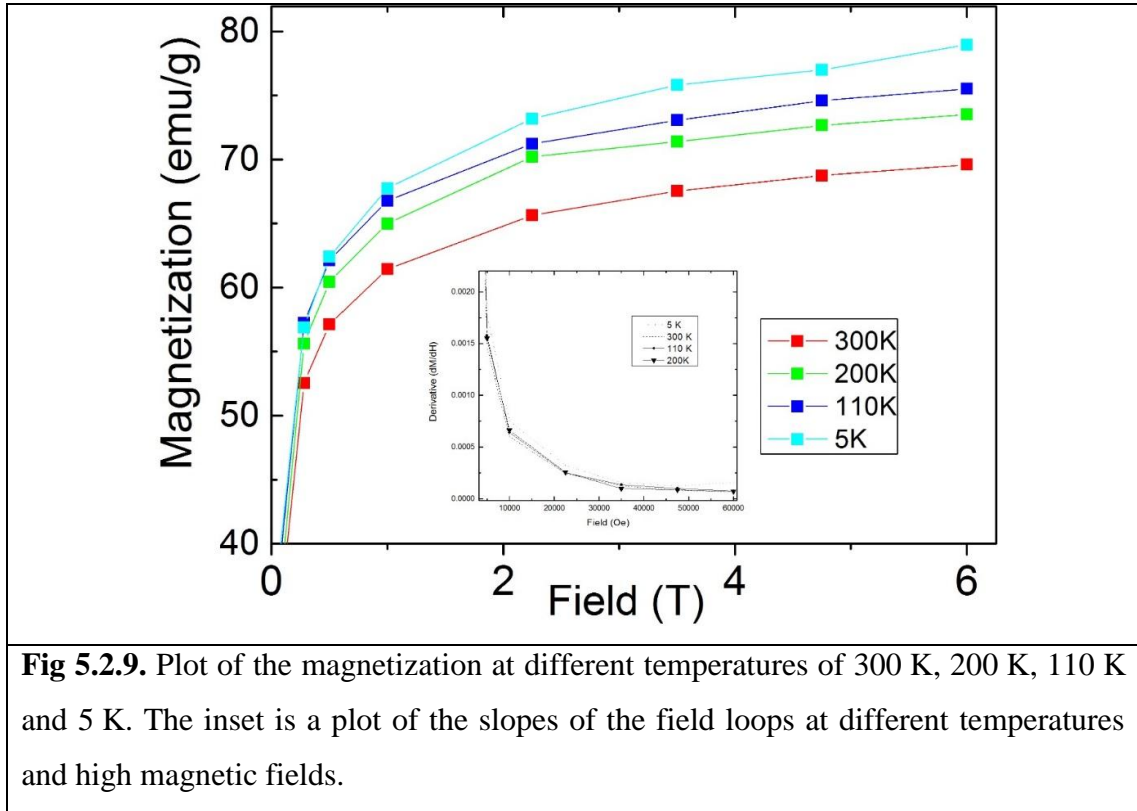 80
70
60
50
40
Magnetization (emu/g)
0
2
4
6
Field (T)
0.0020
0.0015
0.0010
0.0005
0.0000
Derivative (dM/dH)
5 K
300 K
110 K
200K
10000 20000 30000 40000 50000 60000
Field (Oe)
300K
200K
110K
5K
Fig 5.2.9. Plot of the magnetization at different temperatures of 300 K, 200 K, 110 K
and 5 K. The inset is a plot of the slopes of the field loops at different temperatures
and high magnetic fields.